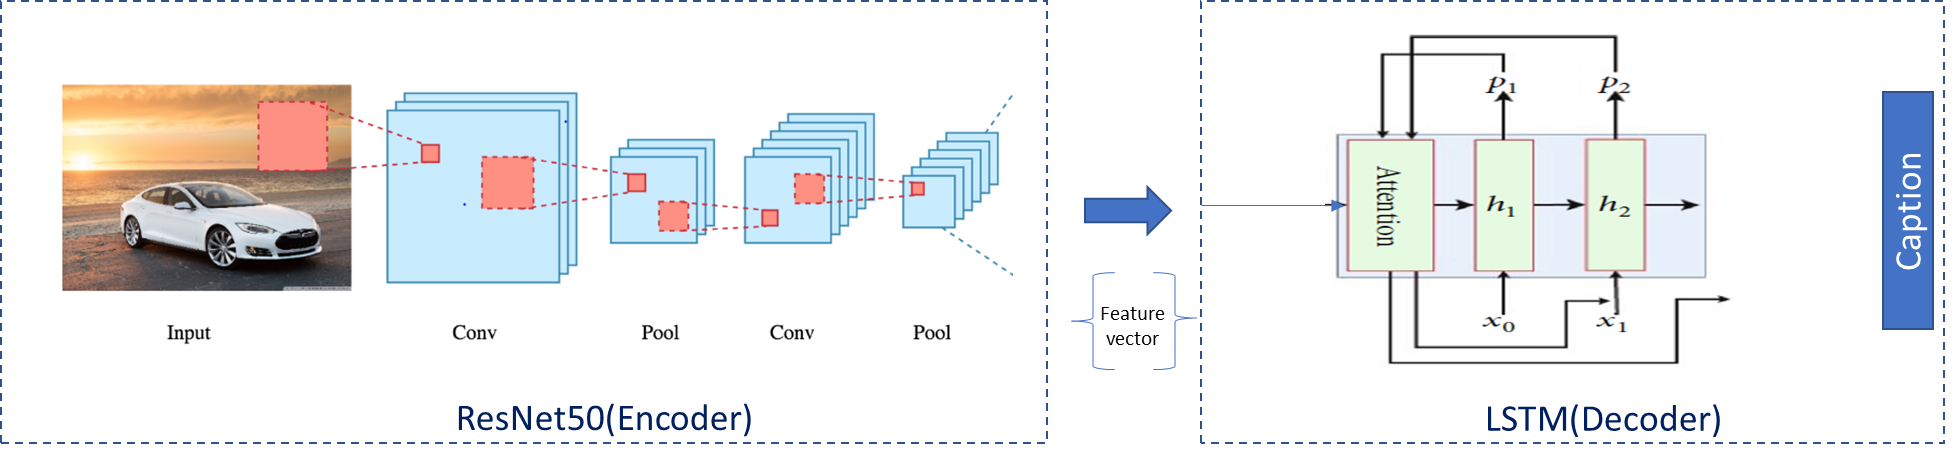 Input
Conv
Pool
Conv
Pool
ResNet50(Encoder)
Feature
vector
p1
p2
Attention
h1
h2
x0
x1
LSTM(Decoder)
Caption